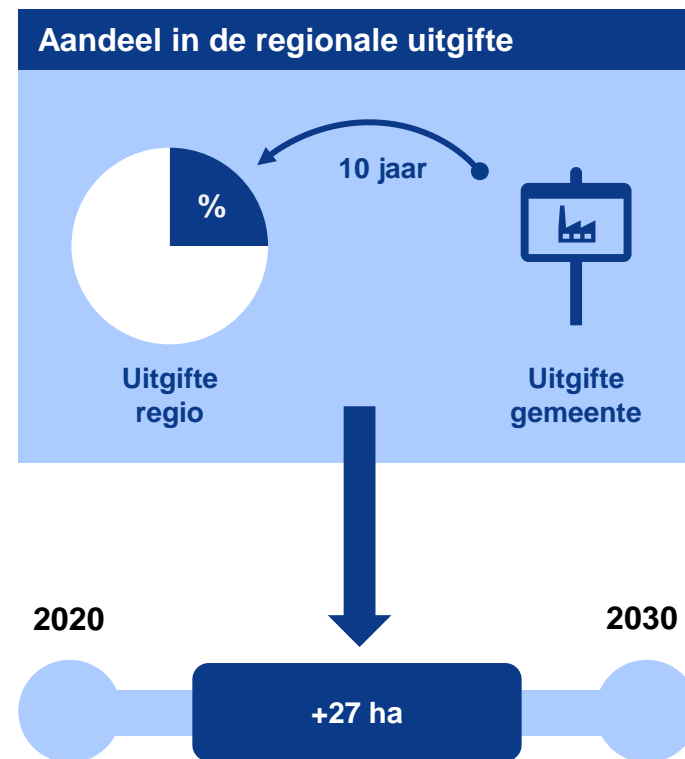 Aandeel in de regionale uitgifte
10 jaar
%
Uitgifte
regio
Uitgifte
gemeente
2020
2030
+27 ha